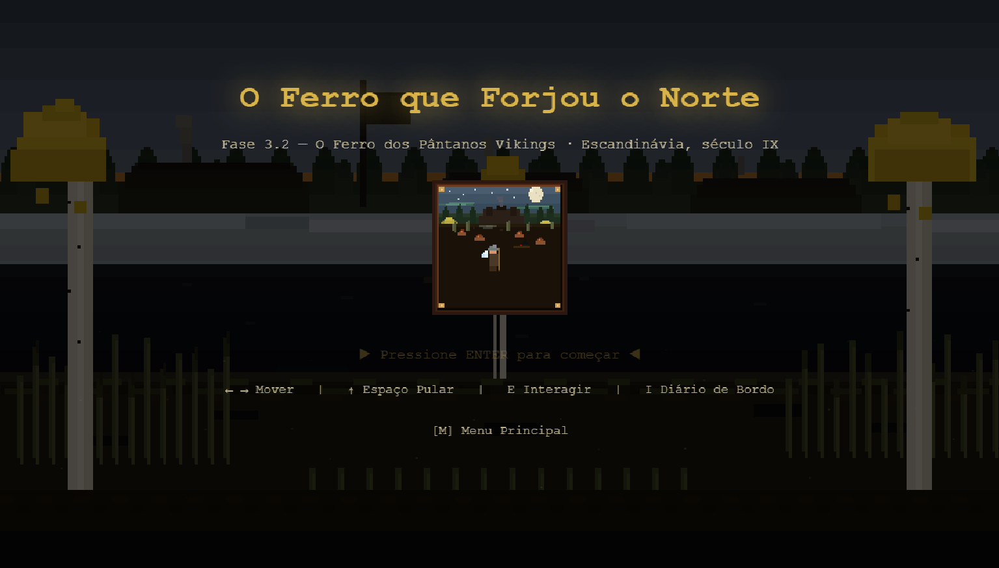 O Ferro que Forjou o Norte
Fase 3.2 — O Ferro dos Pântanos Vikings · Escandinávia, século IX
▶ Pressione ENTER para começar ◀
← → Mover | ↑ Espaço Pular | E Interagir | I Diário de Bordo
[M] Menu Principal